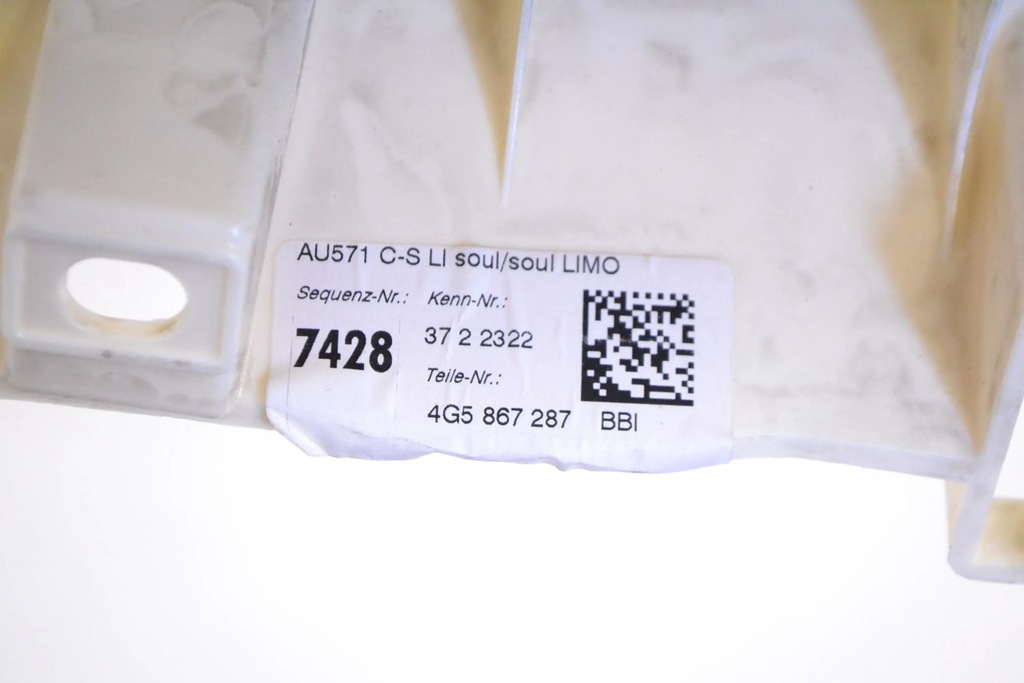 AU571 C-S LI soul/soul LIMO
Sequenz-Nr.: Kenn-Nr.:
7428 37 2 2322
Teile-Nr.:
4G5 867 287 BBI